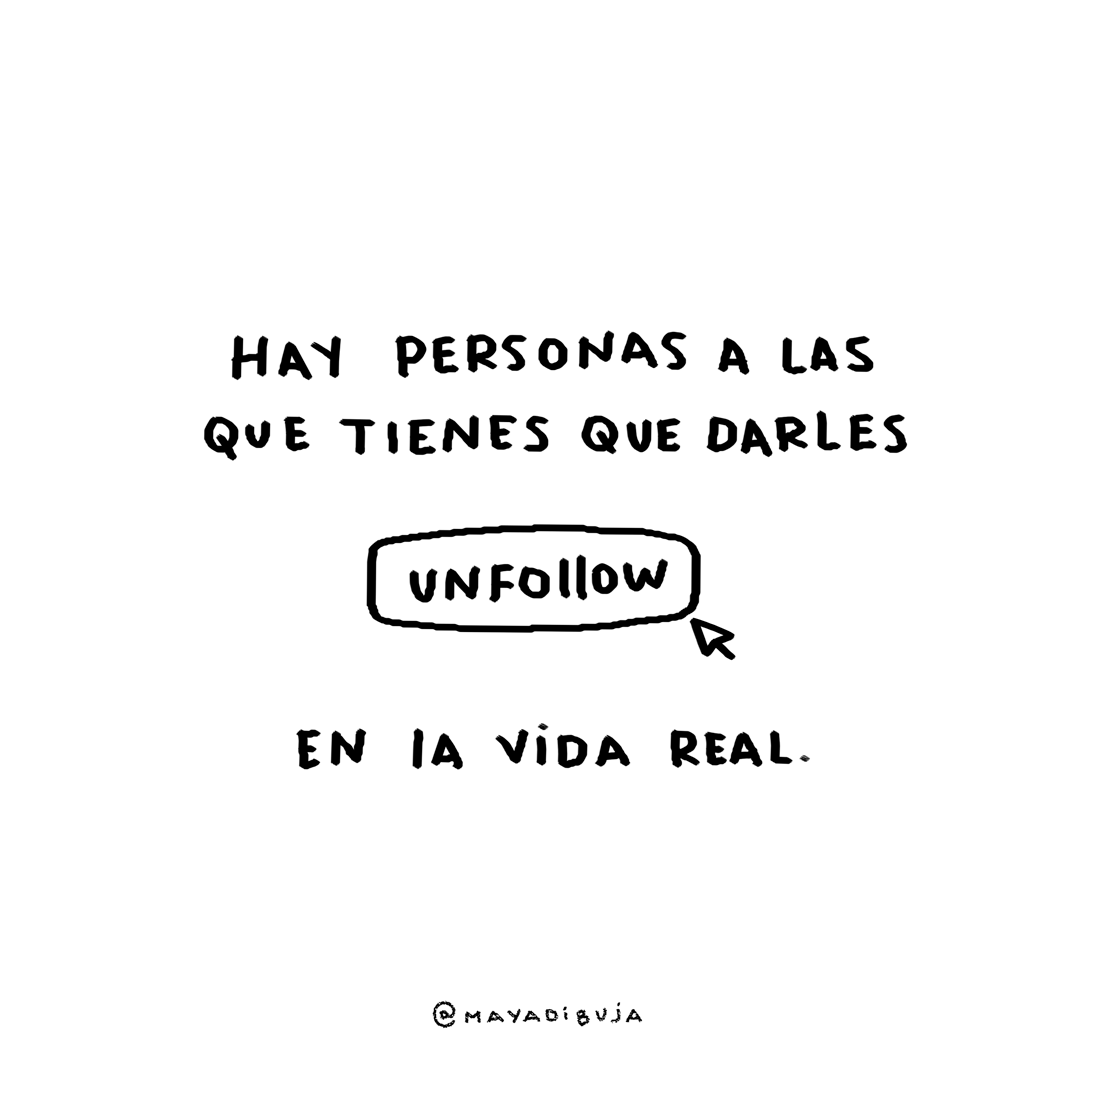 HAY PERSONAS A LAS
QUE TIENES QUE DARLES
UNFOllOW
EN lA ViDA REAL.
@MAYADiBUjA